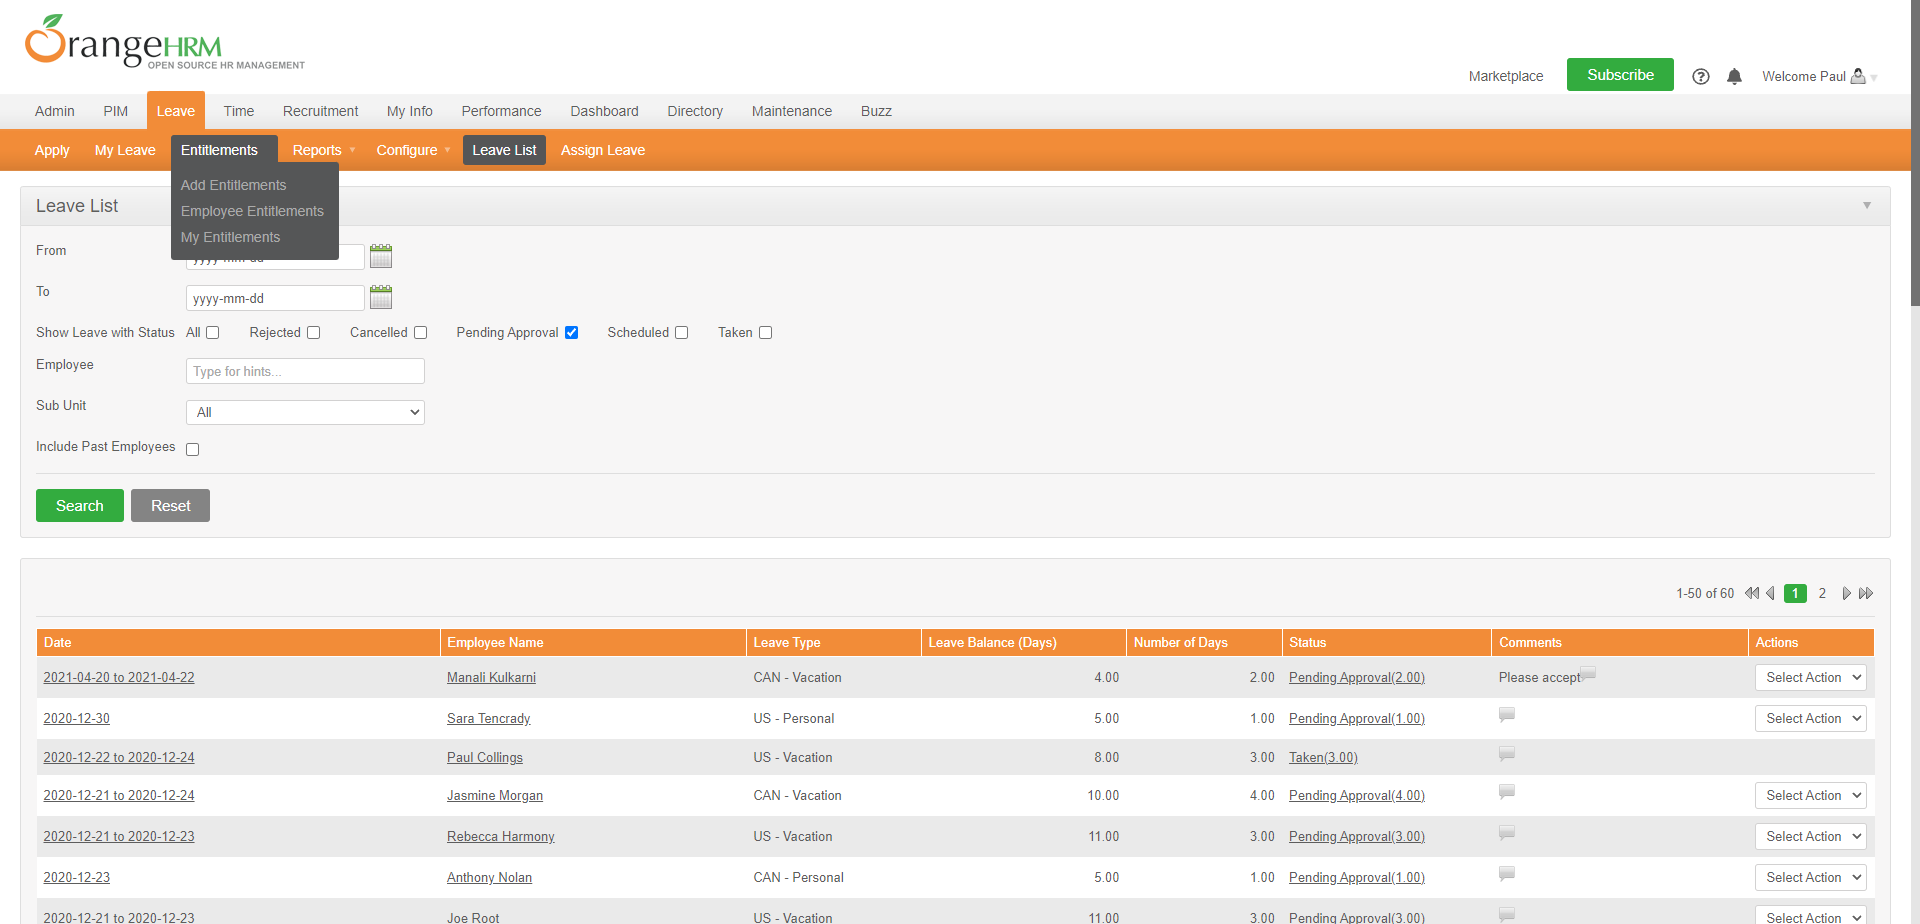 OrangeHRM
OPEN SOURCE HR MANAGEMENT
Marketplace Subscribe Welcome Paul
Admin PIM Leave Time Recruitment My Info Performance Dashboard Directory Maintenance Buzz
Apply My Leave Entitlements Reports Configure Leave List Assign Leave
Add Entitlements
Employee Entitlements
My Entitlements
Leave List
From yyyy-mm-dd
To yyyy-mm-dd
Show Leave with Status All Rejected Cancelled Pending Approval Scheduled Taken
Employee Type for hints...
Sub Unit All
Include Past Employees
Search Reset
1-50 of 60 1 2
Date Employee Name Leave Type Leave Balance (Days) Number of Days Status Comments Actions
2021-04-20 to 2021-04-22 Manali Kulkarni CAN - Vacation 4.00 2.00 Pending Approval(2.00) Please accept Select Action
2020-12-30 Sara Tencrady US - Personal 5.00 1.00 Pending Approval(1.00) Select Action
2020-12-22 to 2020-12-24 Paul Collings US - Vacation 8.00 3.00 Taken(3.00)
2020-12-21 to 2020-12-24 Jasmine Morgan CAN - Vacation 10.00 4.00 Pending Approval(4.00) Select Action
2020-12-21 to 2020-12-23 Rebecca Harmony US - Vacation 11.00 3.00 Pending Approval(3.00) Select Action
2020-12-23 Anthony Nolan CAN - Personal 5.00 1.00 Pending Approval(1.00) Select Action
2020-12-21 to 2020-12-23 Joe Root US - Vacation 11.00 3.00 Pending Approval(3.00) Select Action